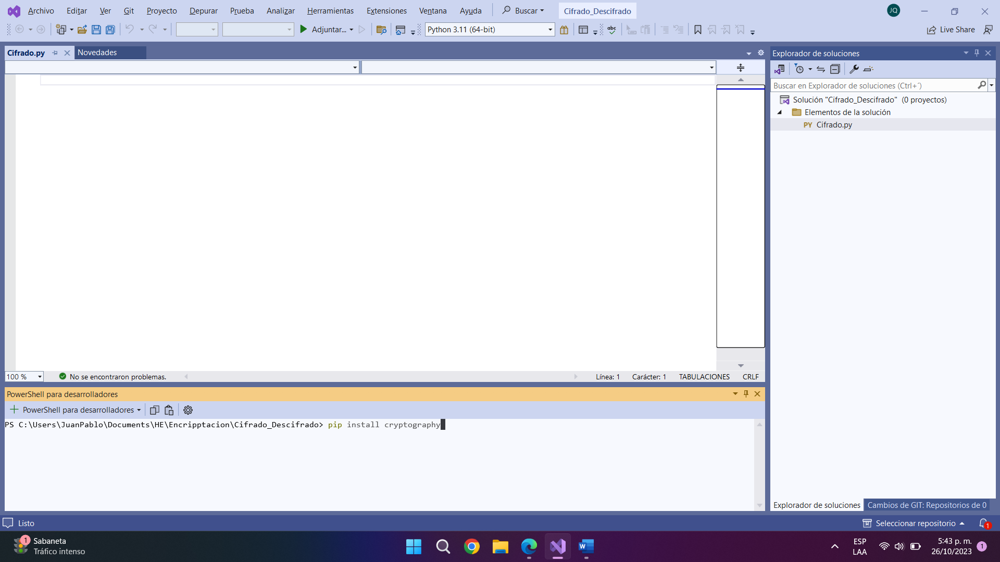 Archivo Editar Ver Git Proyecto Depurar Prueba Analizar Herramientas Extensiones Ventana Ayuda Buscar Cifrado_Descifrado JQ
Adjuntar... Python 3.11 (64-bit) abc Live Share
Cifrado.py Novedades
Explorador de soluciones
Buscar en Explorador de soluciones (Ctrl+´)
Solución "Cifrado_Descifrado" (0 proyectos)
Elementos de la solución
PY Cifrado.py
100 % No se encontraron problemas. Línea: 1 Carácter: 1 TABULACIONES CRLF
PowerShell para desarrolladores
PowerShell para desarrolladores
PS C:\Users\JuanPablo\Documents\HE\Encripptacion\Cifrado_Descifrado> pip install cryptography
Explorador de soluciones Cambios de GIT: Repositorios de 0
Listo Seleccionar repositorio 1
1 Sabaneta
Tráfico intenso
W
ESP
LAA
5:43 p. m.
26/10/2023
1